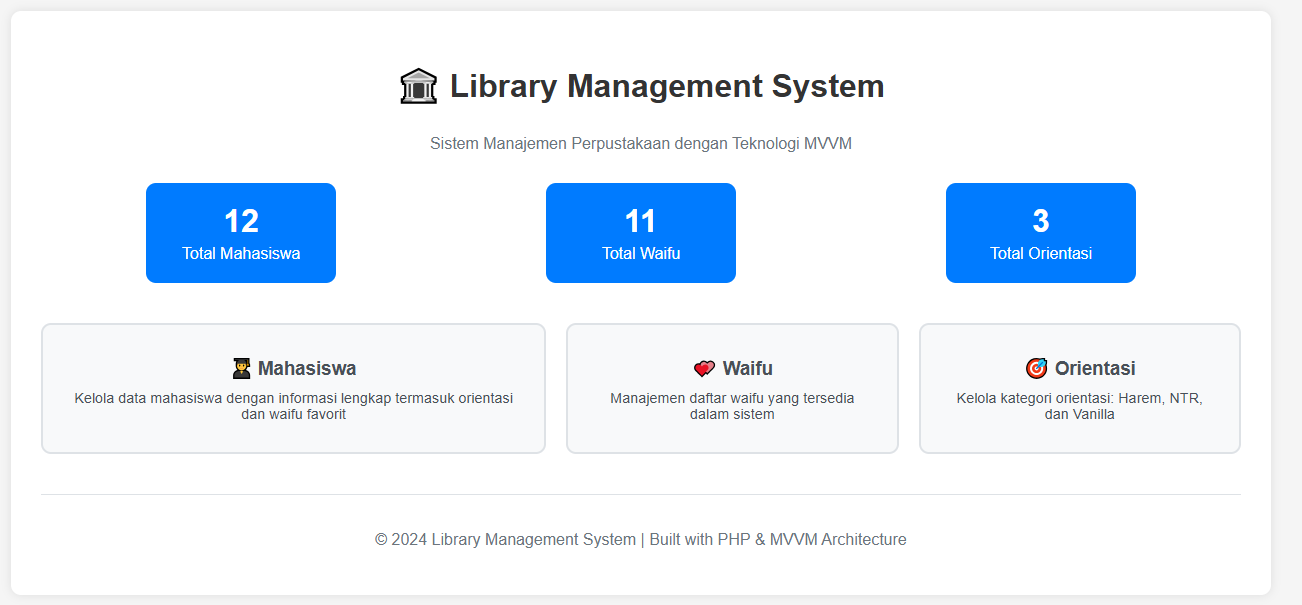 Library Management System
Sistem Manajemen Perpustakaan dengan Teknologi MVVM
12
Total Mahasiswa
11
Total Waifu
3
Total Orientasi
Mahasiswa
Kelola data mahasiswa dengan informasi lengkap termasuk orientasi
dan waifu favorit
Waifu
Manajemen daftar waifu yang tersedia
dalam sistem
Orientasi
Kelola kategori orientasi: Harem, NTR,
dan Vanilla
© 2024 Library Management System | Built with PHP & MVVM Architecture